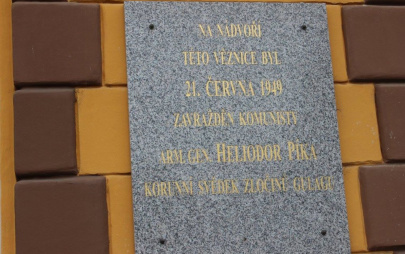 NA NÁDVOŘÍ
TÉTO VĚZNICE BYL
21. ČERVNA 1949
ZAVRAŽDĚN KOMUNISTY
ARM. GEN. HELIODOR PÍKA
KORUNNÍ SVĚDEK ZLOČINŮ GULAGU